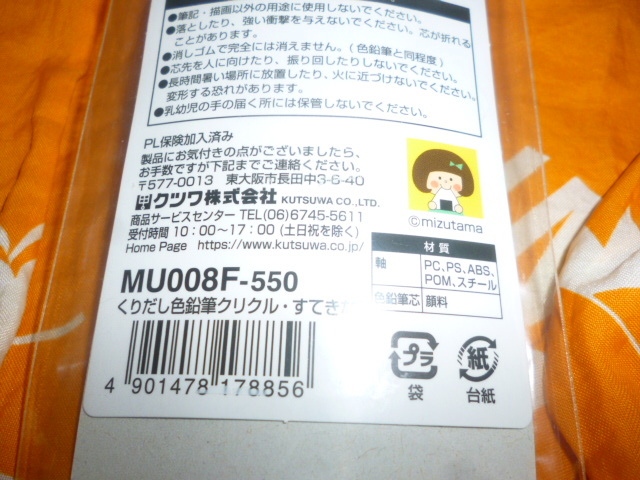 ●筆記・描画以外の用途に使用しないでください。
●落としたり、強い衝撃を与えないでください。芯が折れる
ことがあります。
●消しゴムで完全には消えません。(色鉛筆と同程度)
●芯先を人に向けたり、振り回したりしないでください。
●長時間暑い場所に放置したり、火に近づけないでください。
変形する恐れがあります。
●乳幼児の手の届く所には保管しないでください。
PL保険加入済み
製品にお気付きの点がございましたら、
お手数ですが下記までご連絡ください。
〒577-0013 東大阪市長田中3-6-40
クツワ株式会社 KUTSUWA CO.,LTD.
商品サービスセンター TEL(06)6745-5611
受付時間 10:00~17:00 (土日祝を除く)
Home Page https://www.kutsuwa.co.jp/
©mizutama
材質
軸 PC、PS、ABS、
POM、スチール
色鉛筆芯 顔料
MU008F-550
くりだし色鉛筆クリクル・すてき
4 901478 178856
プラ
袋
紙
台紙